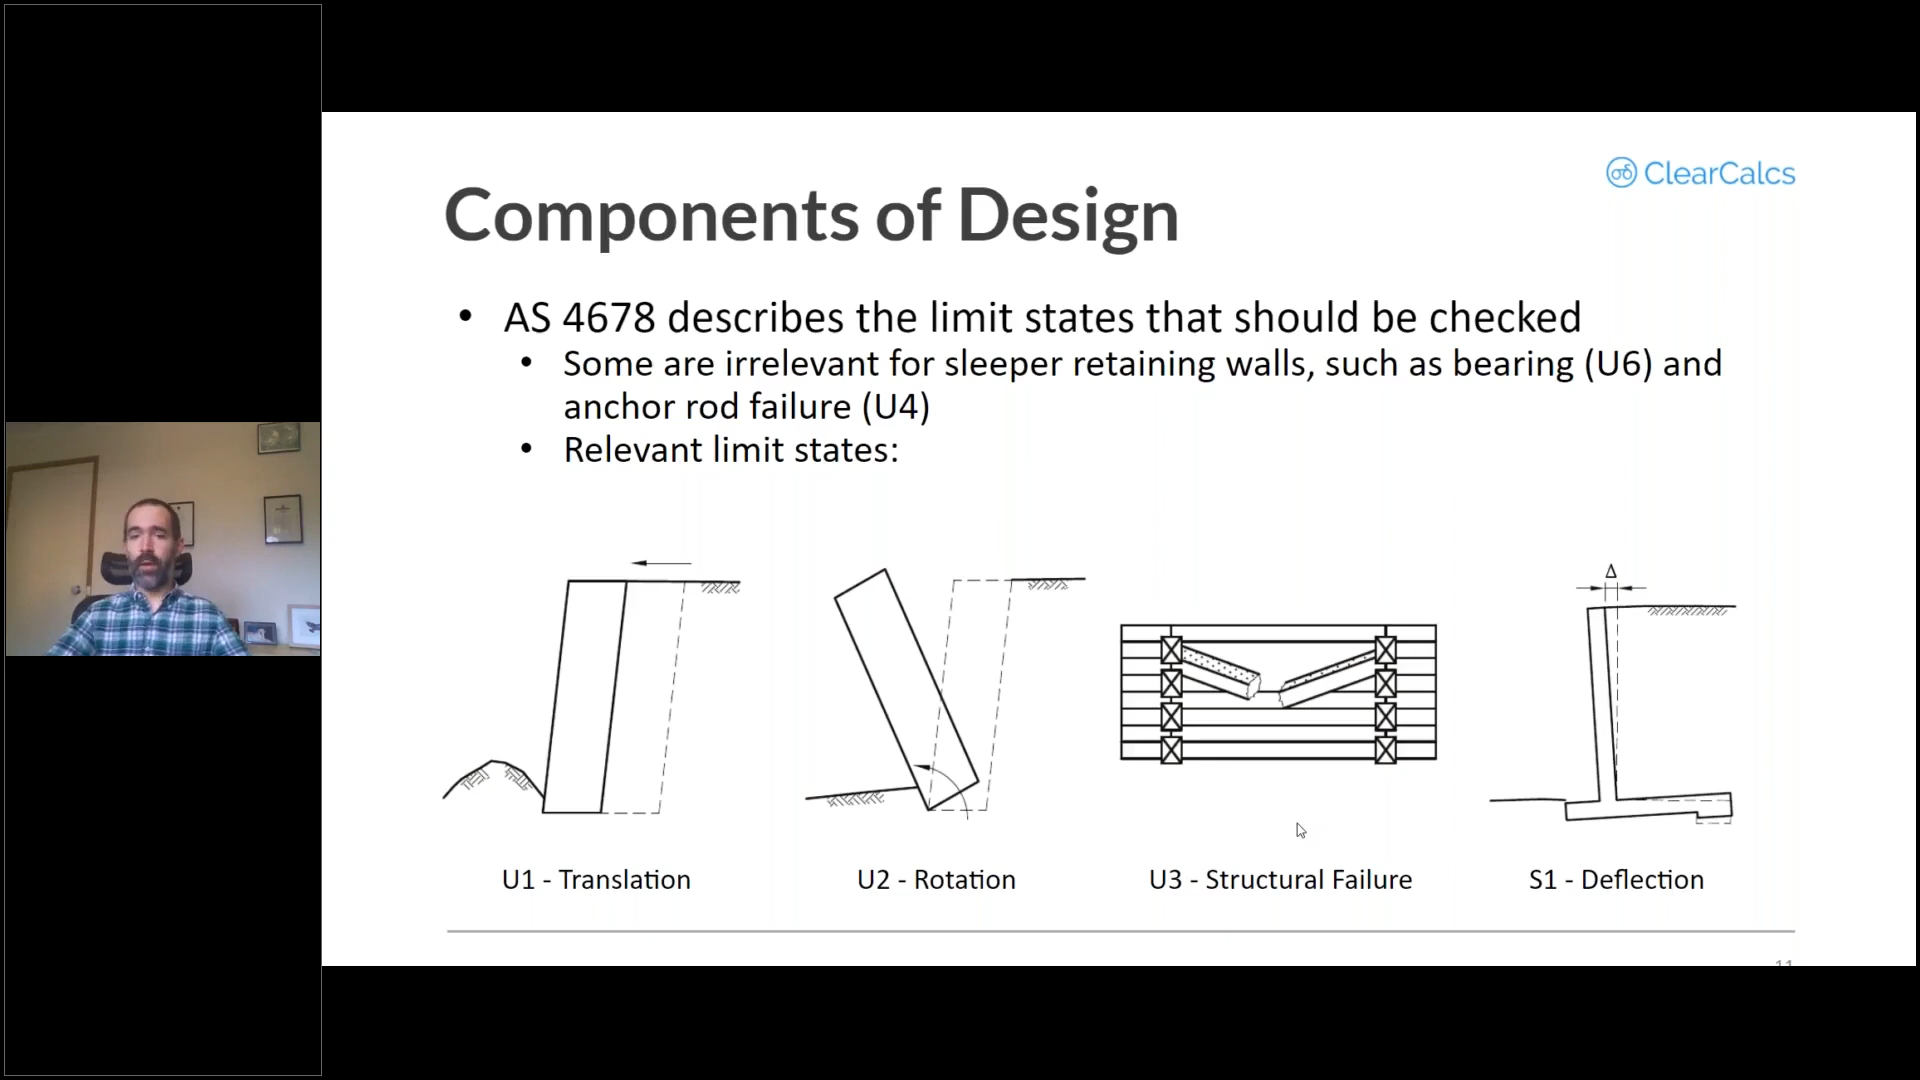 ClearCalcs
Components of Design
• AS 4678 describes the limit states that should be checked
• Some are irrelevant for sleeper retaining walls, such as bearing (U6) and
anchor rod failure (U4)
• Relevant limit states:
Δ
U1 - Translation
U2 - Rotation
U3 - Structural Failure
S1 - Deflection
11